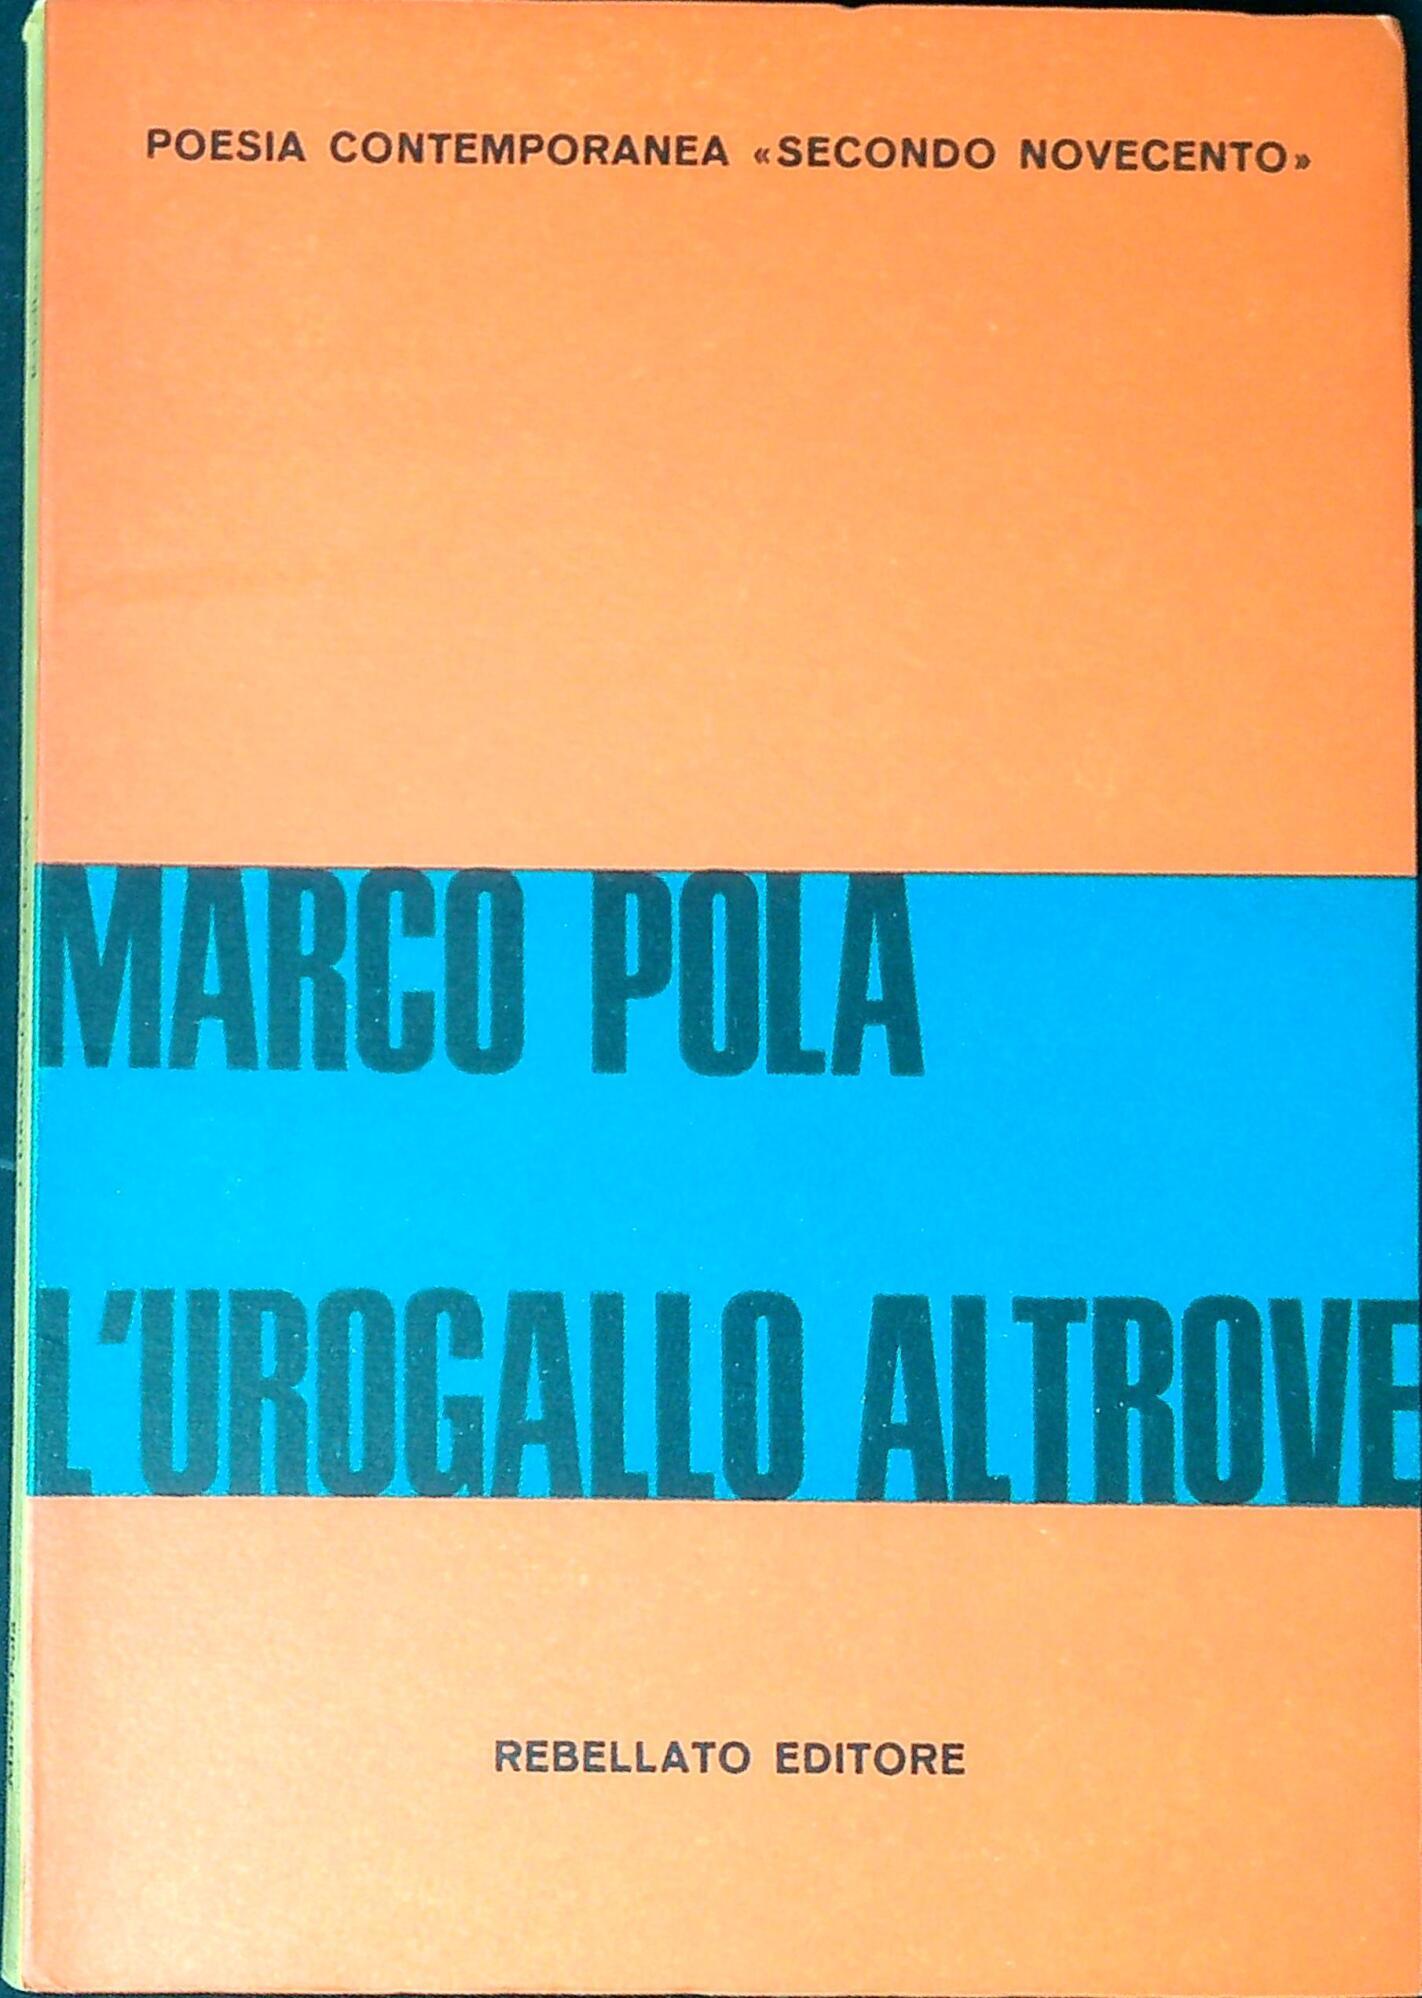 POESIA CONTEMPORANEA «SECONDO NOVECENTO»
MARCO POLA
L'UROGALLO ALTROVE
REBELLATO EDITORE